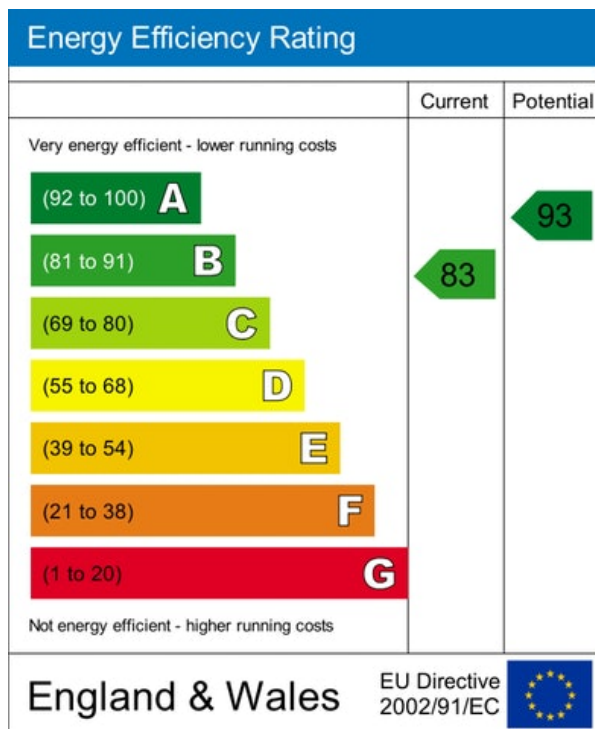 Energy Efficiency Rating
Current Potential
Very energy efficient - lower running costs
(92 to 100) A
93
(81 to 91) B
83
(69 to 80) C
(55 to 68) D
(39 to 54) E
(21 to 38) F
(1 to 20) G
Not energy efficient - higher running costs
England & Wales
EU Directive
2002/91/EC